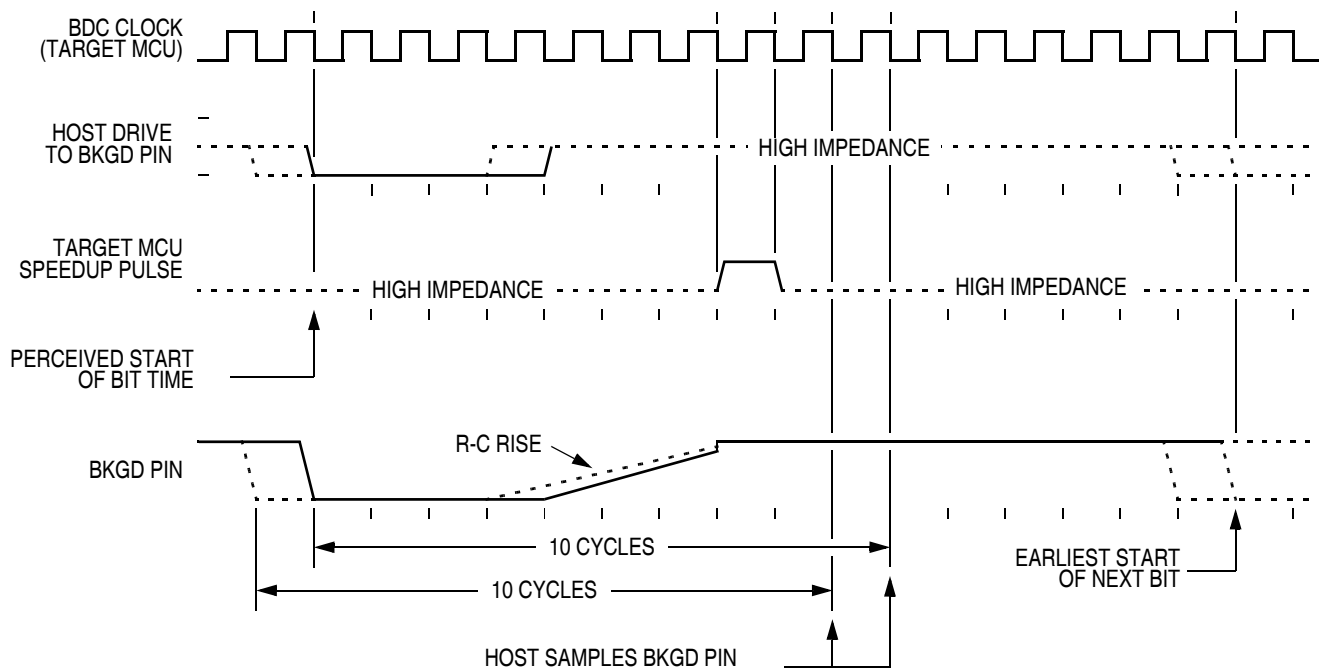 BDC CLOCK
(TARGET MCU)
HOST DRIVE
TO BKGD PIN
HIGH IMPEDANCE
TARGET MCU
SPEEDUP PULSE
HIGH IMPEDANCE
HIGH IMPEDANCE
PERCEIVED START
OF BIT TIME
R-C RISE
BKGD PIN
10 CYCLES
EARLIEST START
OF NEXT BIT
10 CYCLES
HOST SAMPLES BKGD PIN